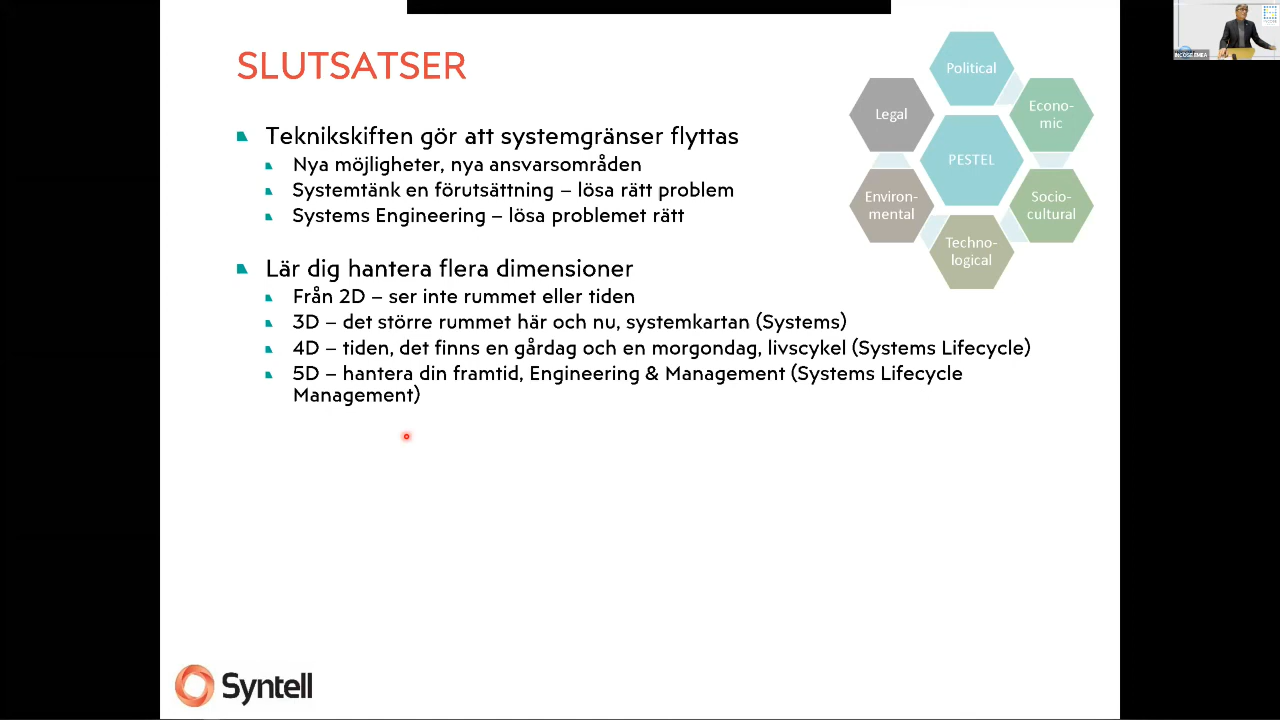 SLUTSATSER
Teknikskiften gör att systemgränser flyttas
Nya möjligheter, nya ansvarsområden
Systemtänk en förutsättning – lösa rätt problem
Systems Engineering – lösa problemet rätt
Lär dig hantera flera dimensioner
Från 2D – ser inte rummet eller tiden
3D – det större rummet här och nu, systemkartan (Systems)
4D – tiden, det finns en gårdag och en morgondag, livscykel (Systems Lifecycle)
5D – hantera din framtid, Engineering & Management (Systems Lifecycle
Management)
Political
Legal
Econo-
mic
PESTEL
Environ-
mental
Socio-
cultural
Techno-
logical
Syntell
INCOSE EMEA